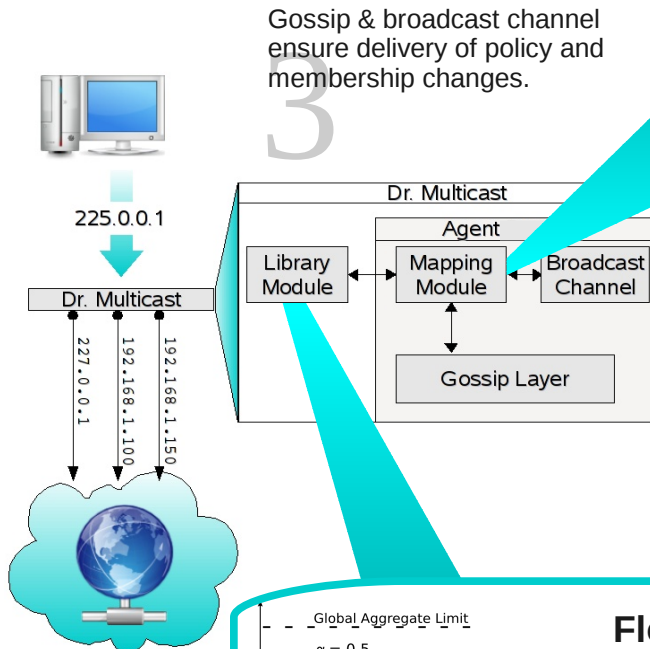 Gossip & broadcast channel
ensure delivery of policy and
membership changes.
3
225.0.0.1
Dr. Multicast
227.0.0.1
192.168.1.100
192.168.1.150
Dr. Multicast
Agent
Library
Module
Mapping
Module
Broadcast
Channel
Gossip Layer
Global Aggregate Limit